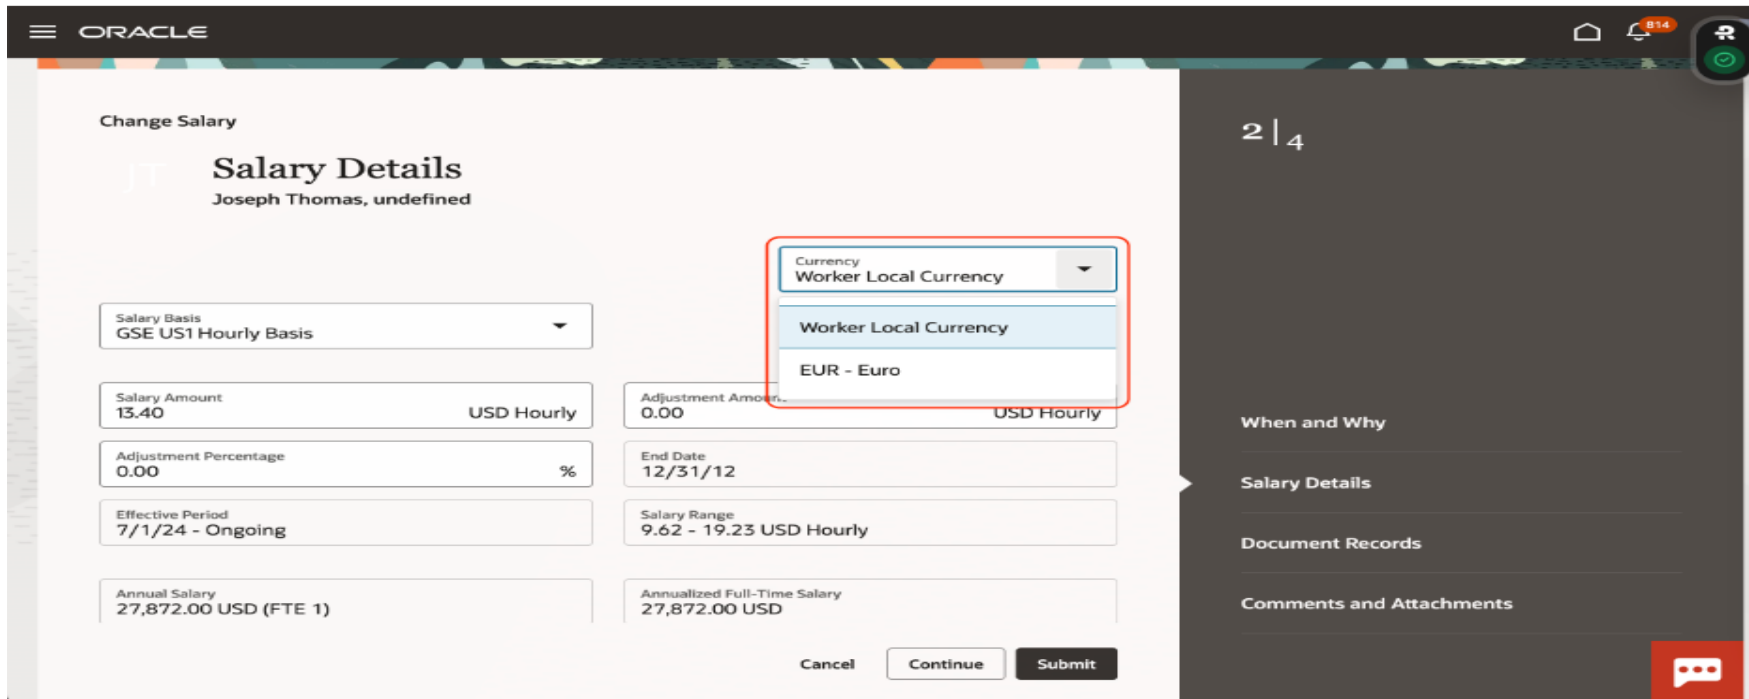 ORACLE
814
Change Salary
JT
Salary Details
Joseph Thomas, undefined
Currency
Worker Local Currency
Worker Local Currency
EUR - Euro
Salary Basis
GSE US1 Hourly Basis
Salary Amount
13.40 USD Hourly
Adjustment Amount
0.00 USD Hourly
Adjustment Percentage
0.00 %
End Date
12/31/12
Effective Period
7/1/24 - Ongoing
Salary Range
9.62 - 19.23 USD Hourly
Annual Salary
27,872.00 USD (FTE 1)
Annualized Full-Time Salary
27,872.00 USD
Cancel
Continue
Submit
2 | 4
When and Why
Salary Details
Document Records
Comments and Attachments